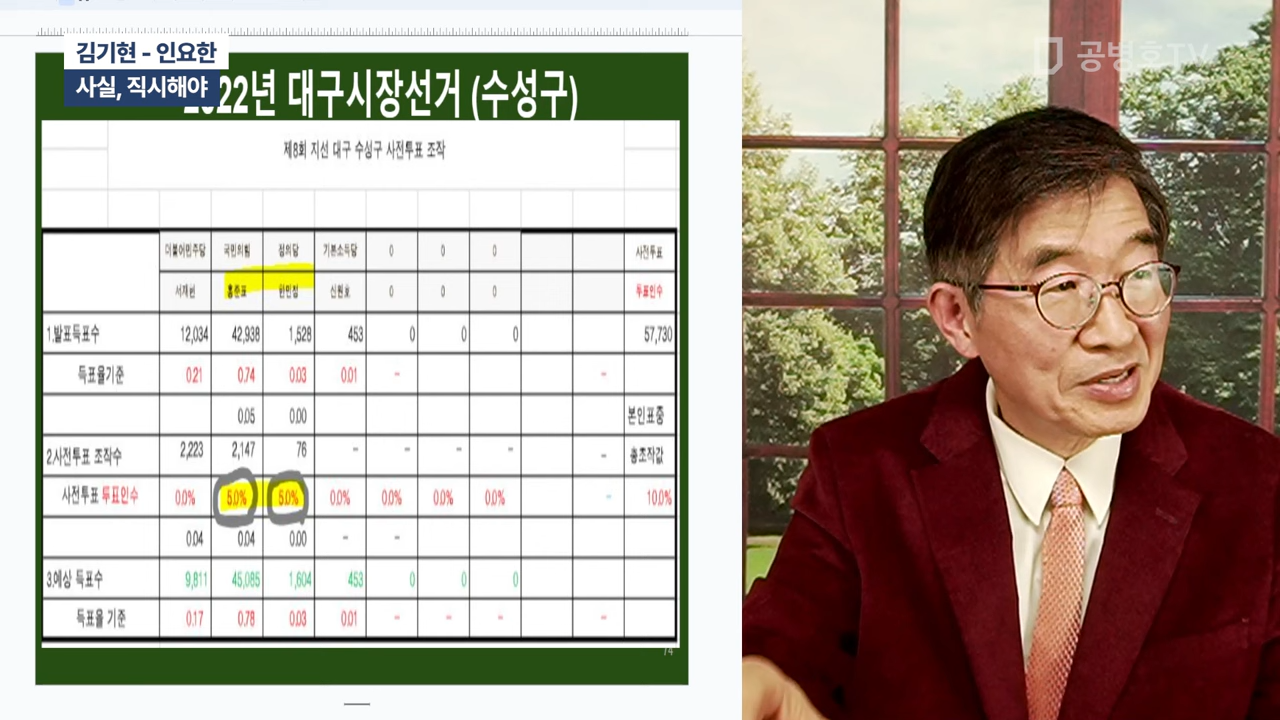 김기현 - 인요한
사실, 직시해야
2022년 대구시장선거 (수성구)
공병호TV
제8회 지선 대구 수성구 사전투표 조작
더불어민주당 국민의힘 정의당 기본소득당 0 0 0 사전투표
서재헌 홍준표 한민정 신원호 0 0 0 투표인수
1.발표득표수 12,034 42,938 1,528 453 0 0 0 57,730
득표율기준 0.21 0.74 0.03 0.01 - -
0.05 0.00 본인표중
2.사전투표 조작수 2,223 2,147 76 - - - - - 총조작값
사전투표 투표인수 0.0% 5.0% 5.0% 0.0% 0.0% 0.0% 0.0% - 10.0%
0.04 0.04 0.00 - -
3.예상 득표수 9,811 45,085 1,604 453 0 0 0
득표율 기준 0.17 0.78 0.03 0.01 - - - -
74